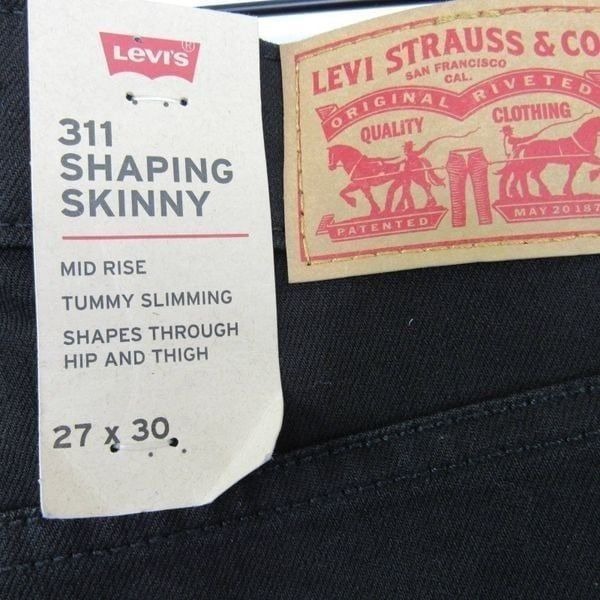 LEVI'S ®
311
SHAPING
SKINNY
MID RISE
TUMMY SLIMMING
SHAPES THROUGH
HIP AND THIGH
27 x 30
LEVI STRAUSS & CO
SAN FRANCISCO
CAL.
ORIGINAL RIVETED
QUALITY CLOTHING
PATENTED MAY 20 187